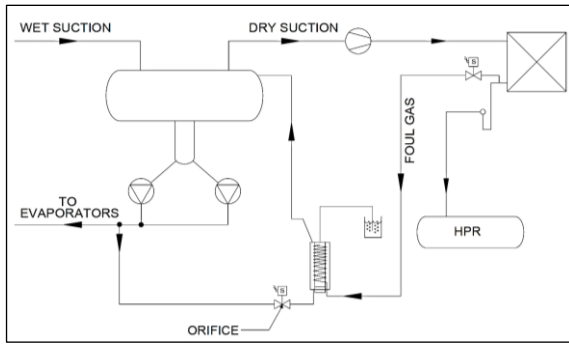 WET SUCTION
DRY SUCTION
S
FOUL GAS
TO
EVAPORATORS
HPR
S
ORIFICE